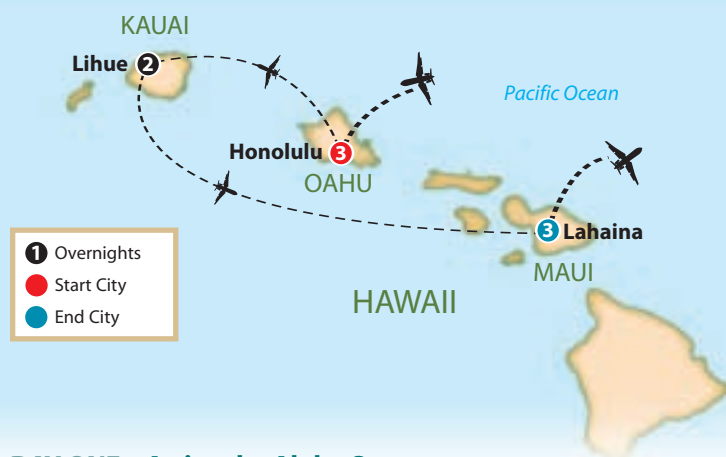 KAUAI
Lihue 2
Pacific Ocean
Honolulu 3
OAHU
3 Lahaina
MAUI
HAWAII
1 Overnights
Start City
End City